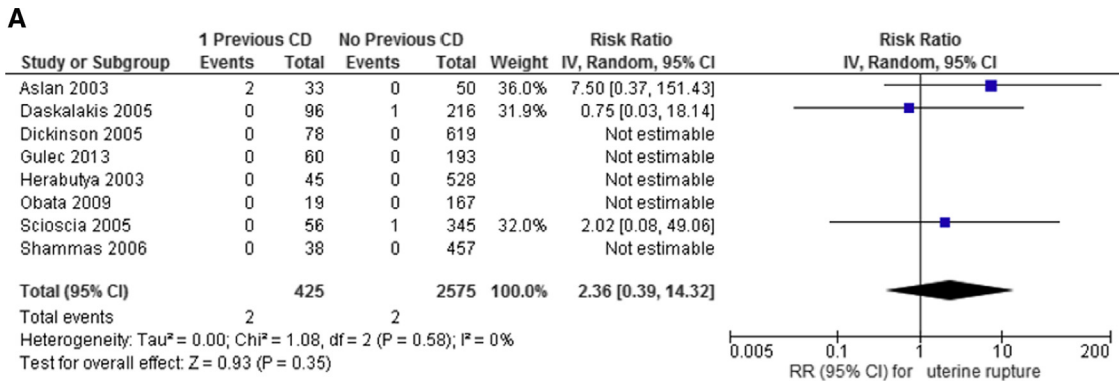 A
1 Previous CD No Previous CD Risk Ratio Risk Ratio
Study or Subgroup Events Total Events Total Weight IV, Random, 95% CI IV, Random, 95% CI
Aslan 2003 2 33 0 50 36.0% 7.50 [0.37, 151.43]
Daskalakis 2005 0 96 1 216 31.9% 0.75 [0.03, 18.14]
Dickinson 2005 0 78 0 619 Not estimable
Gulec 2013 0 60 0 193 Not estimable
Herabutya 2003 0 45 0 528 Not estimable
Obata 2009 0 19 0 167 Not estimable
Scioscia 2005 0 56 1 345 32.0% 2.02 [0.08, 49.06]
Shammas 2006 0 38 0 457 Not estimable
Total (95% CI) 425 2575 100.0% 2.36 [0.39, 14.32]
Total events 2 2
Heterogeneity: Tau² = 0.00; Chi² = 1.08, df = 2 (P = 0.58); I² = 0%
Test for overall effect: Z = 0.93 (P = 0.35)
0.005 0.1 1 10 200
RR (95% CI) for uterine rupture